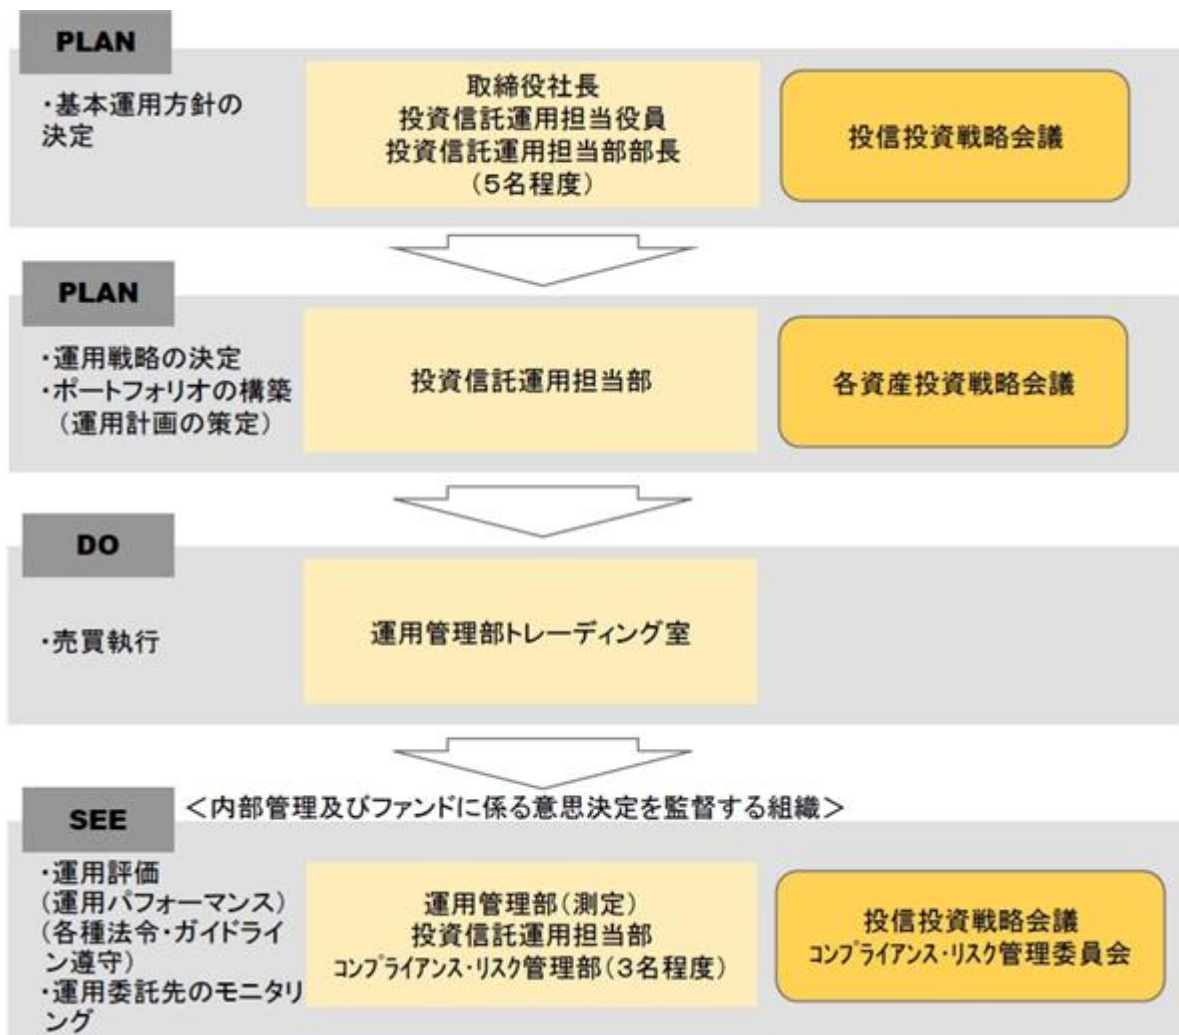 PLAN
・基本運用方針の
決定
取締役社長
投資信託運用担当役員
投資信託運用担当部部長
(5名程度)
投信投資戦略会議
PLAN
・運用戦略の決定
・ポートフォリオの構築
(運用計画の策定)
投資信託運用担当部
各資産投資戦略会議
DO
・売買執行
運用管理部トレーディング室
SEE
<内部管理及びファンドに係る意思決定を監督する組織>
・運用評価
(運用パフォーマンス)
(各種法令・ガイドライ
ン遵守)
・運用委託先のモニタリ
ング
運用管理部(測定)
投資信託運用担当部
コンプライアンス・リスク管理部(3名程度)
投信投資戦略会議
コンプライアンス・リスク管理委員会